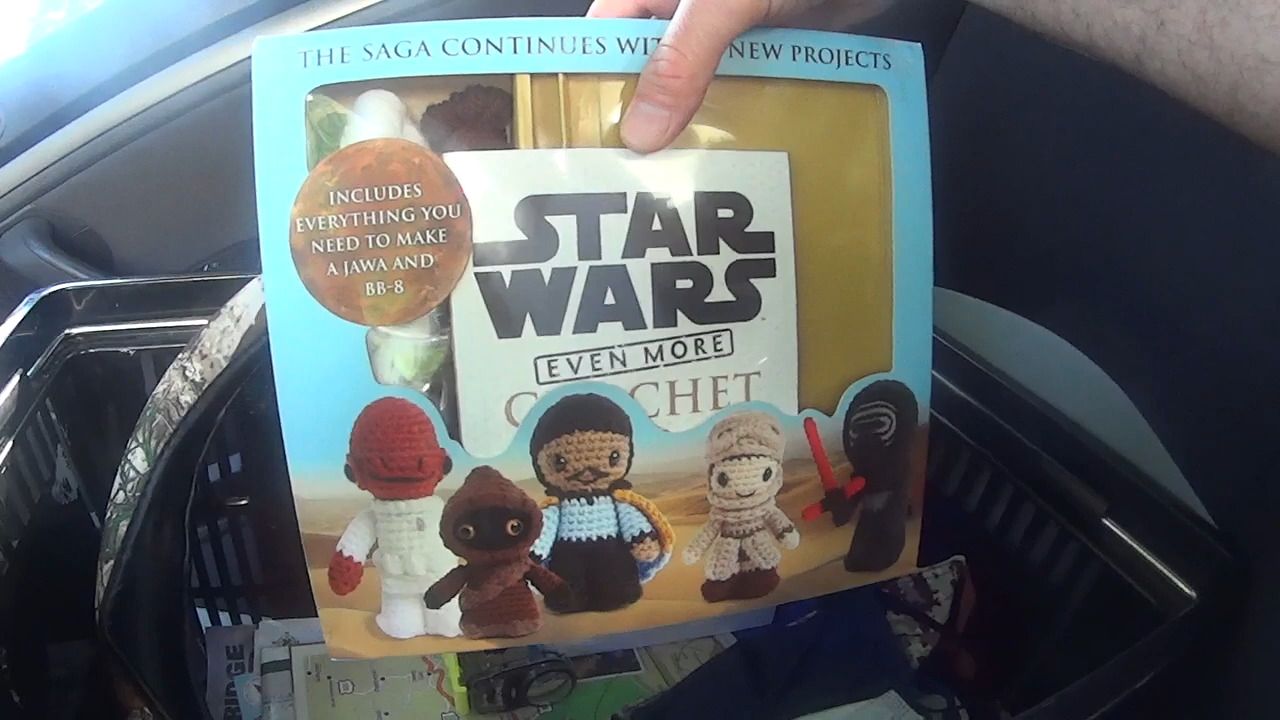 THE SAGA CONTINUES NEW PROJECTS
INCLUDES
EVERYTHING YOU
NEED TO MAKE
A JAWA AND
BB-8
STAR
WARS
EVEN MORE